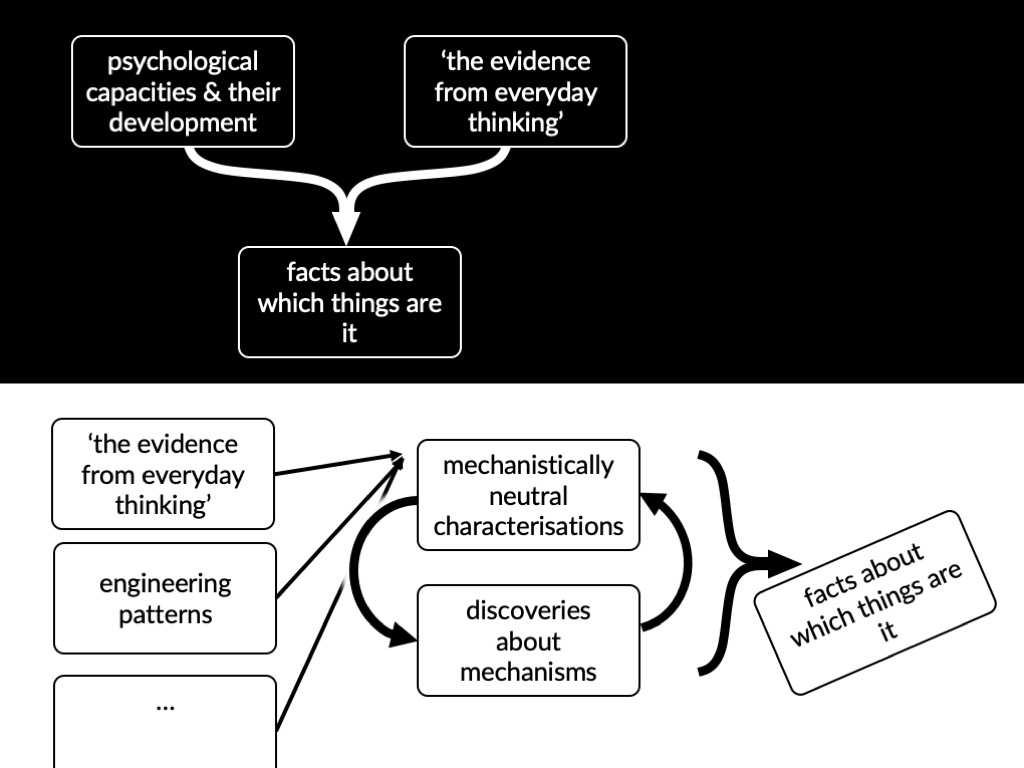 psychological
capacities & their
development
‘the evidence
from everyday
thinking’
facts about
which things are
it
‘the evidence
from everyday
thinking’
engineering
patterns
...
mechanistically
neutral
characterisations
discoveries
about
mechanisms
facts about
which things are
it